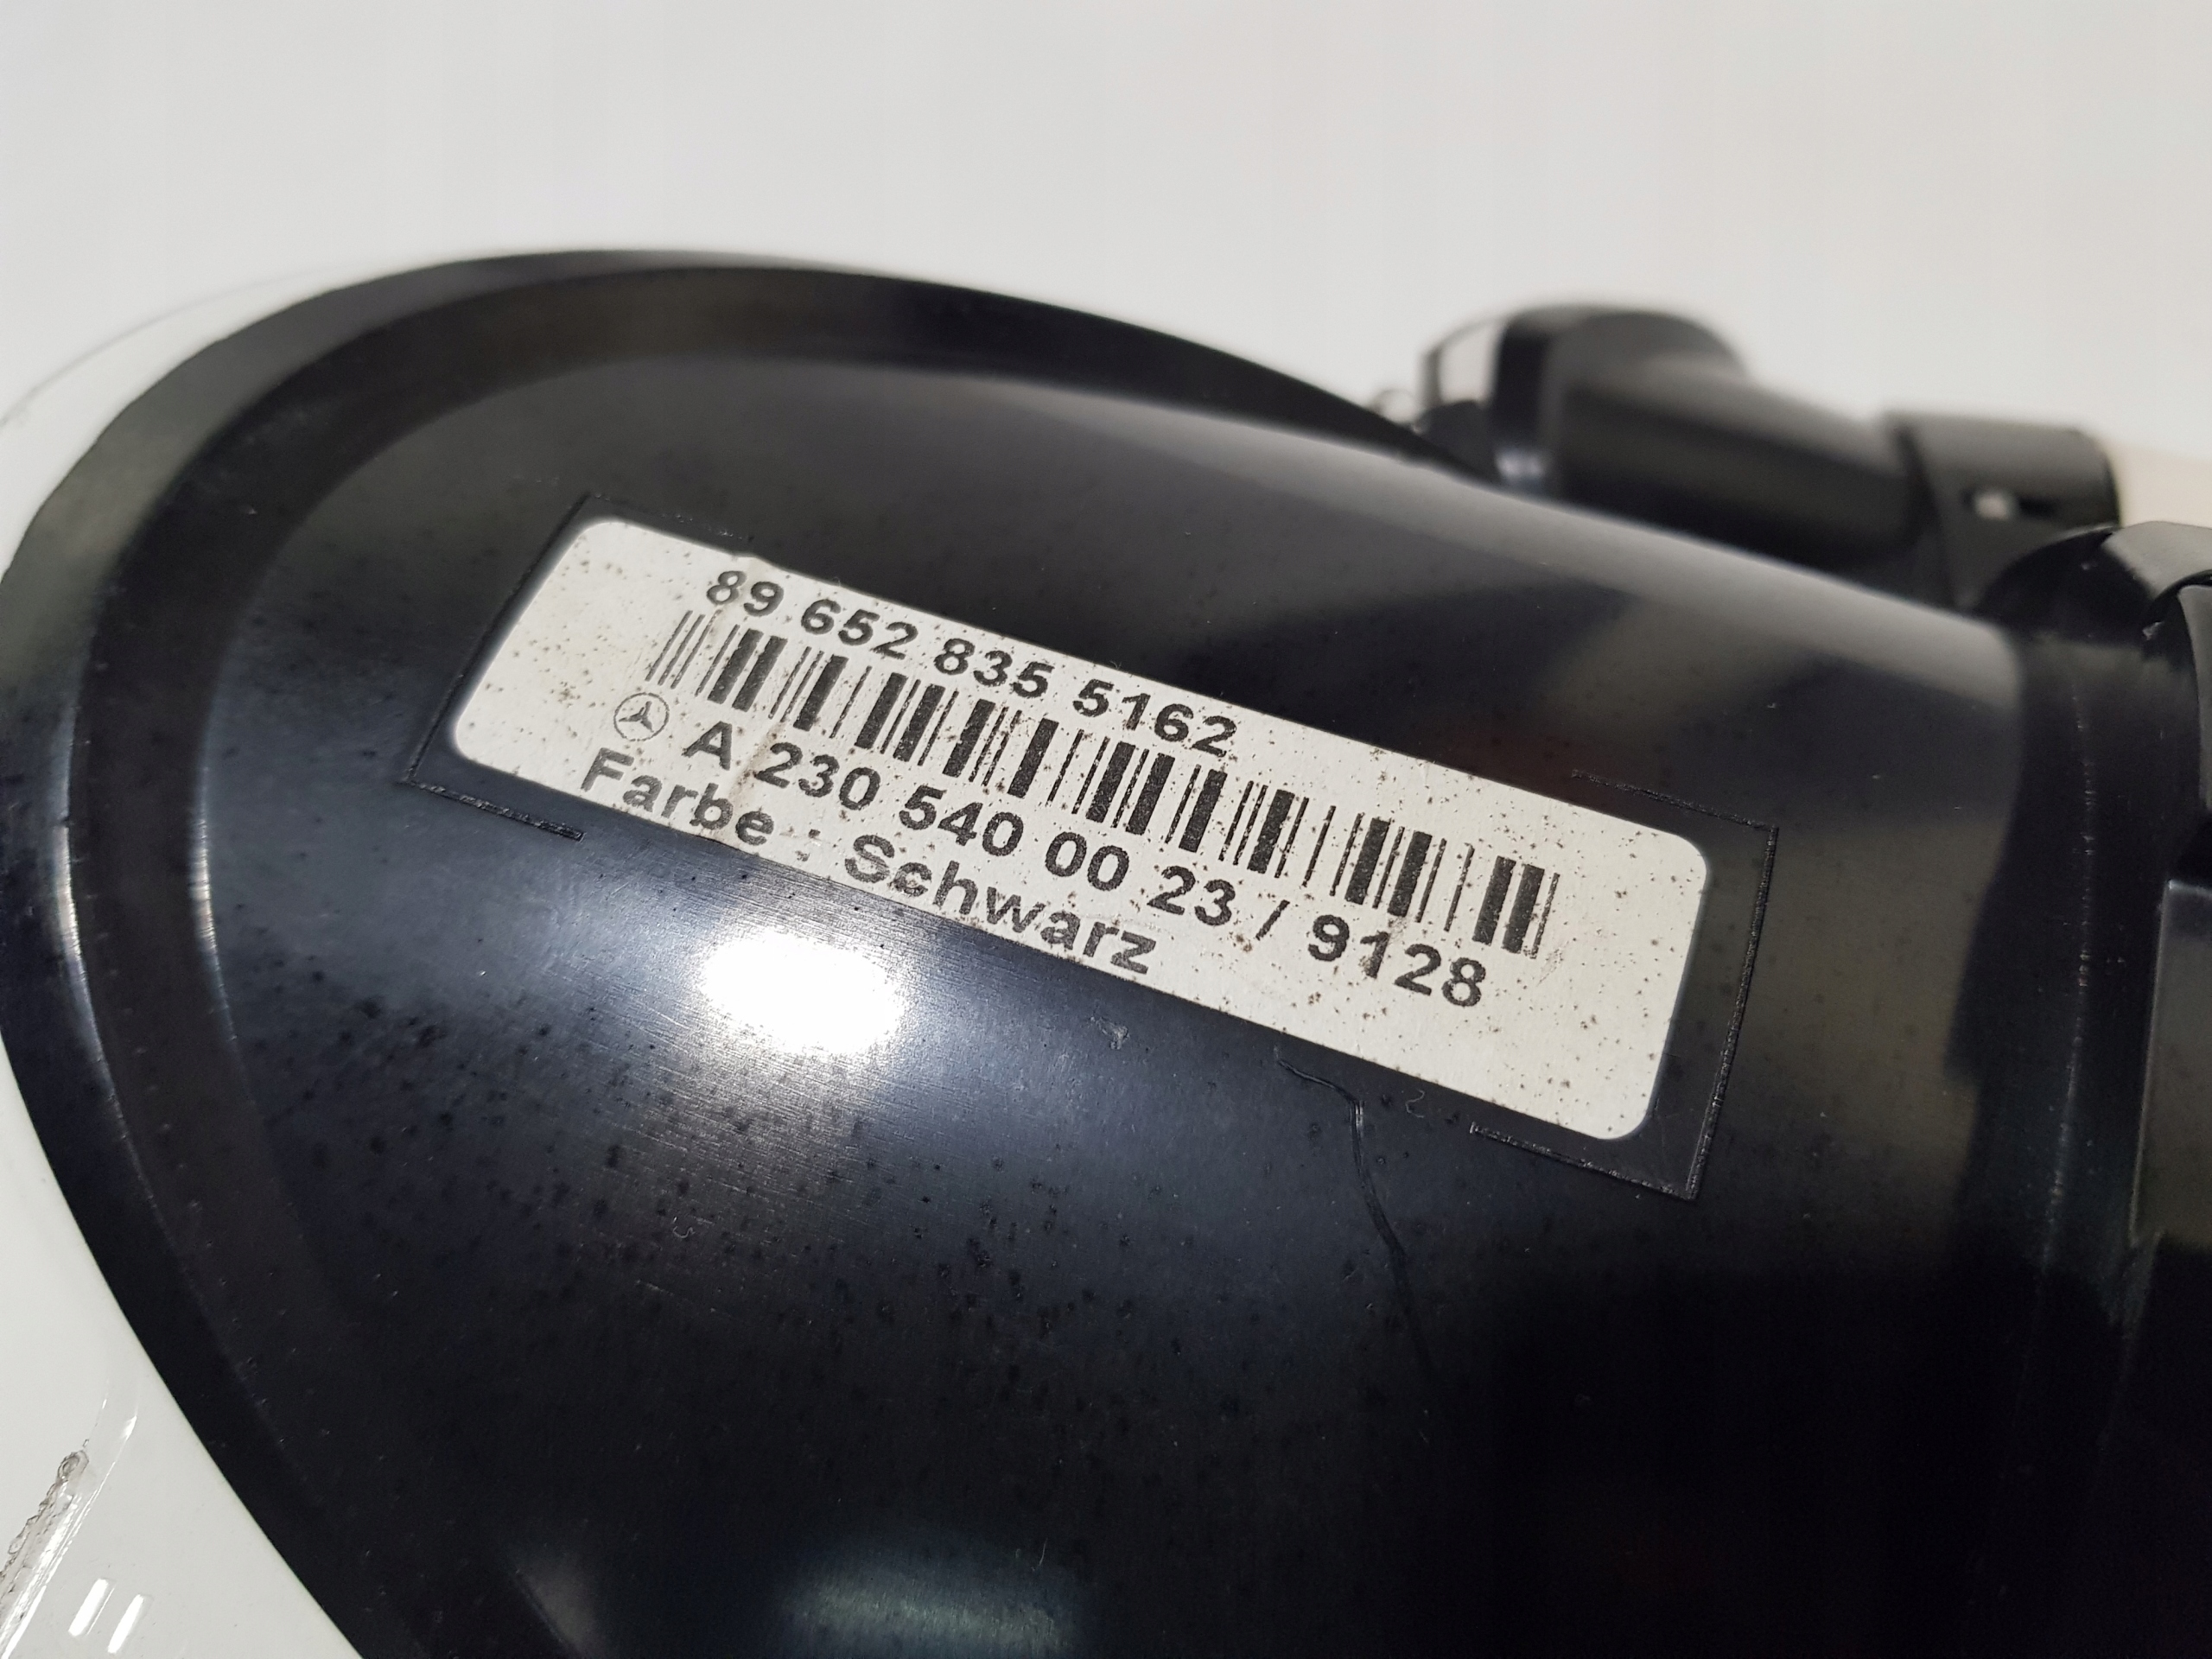 89 652 835 5162
A 230 540 00 23 / 9128
Farbe : Schwarz